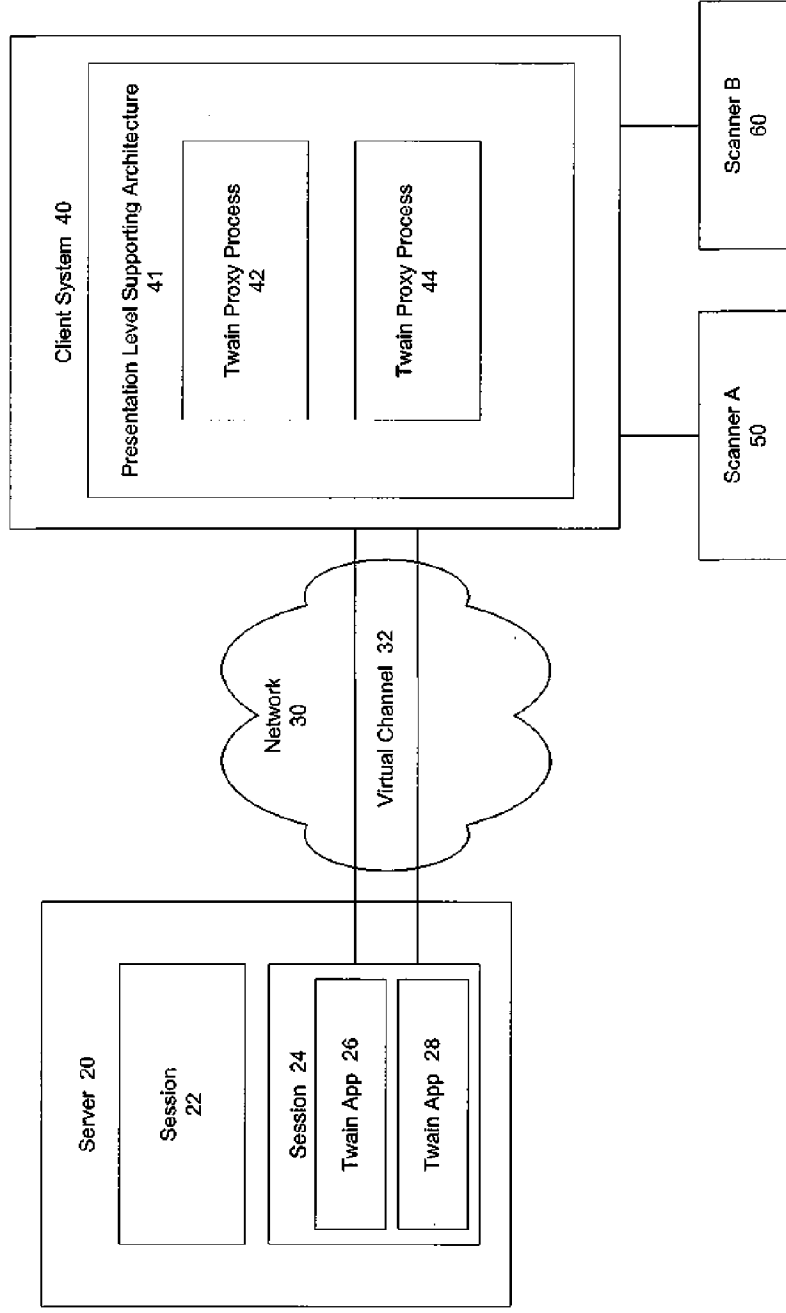 Server 20
Session
22
Session 24
Twain App 26
Twain App 28
Network
30
Virtual Channel 32
Client System 40
Presentation Level Supporting Architecture
41
Twain Proxy Process
42
Twain Proxy Process
44
Scanner A
50
Scanner B
60